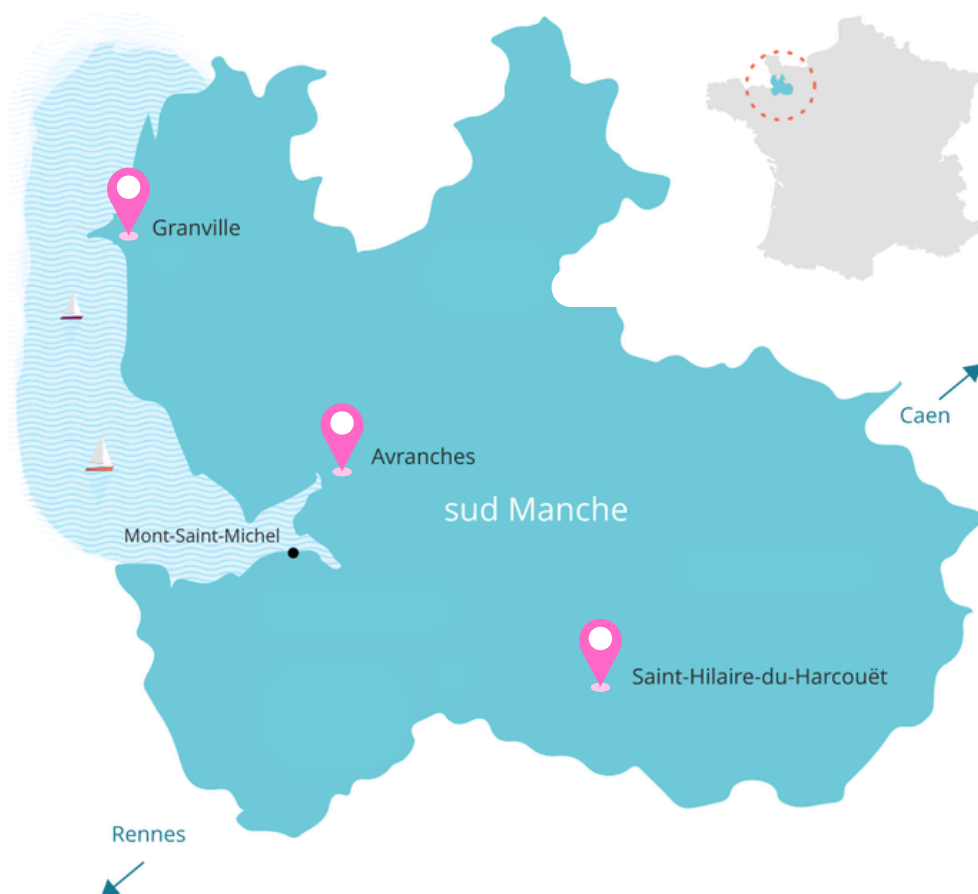 Granville
Caen
Avranches
sud Manche
Mont-Saint-Michel
Saint-Hilaire-du-Harcouët
Rennes